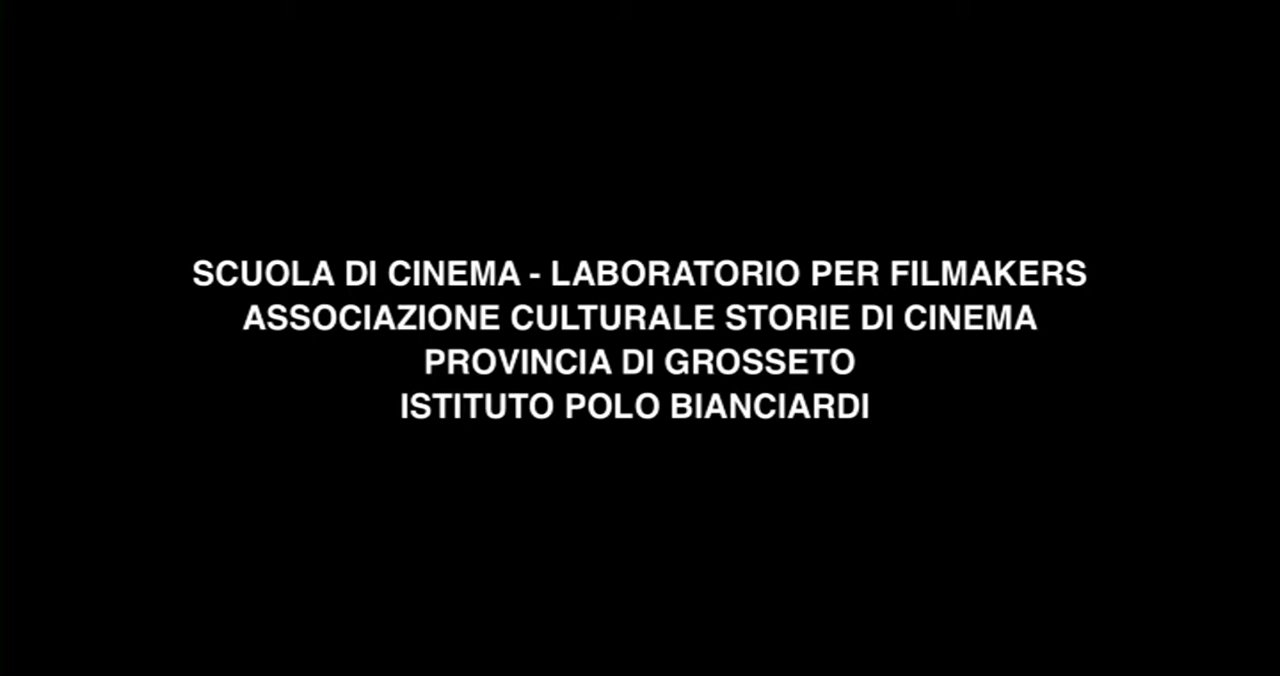 SCUOLA DI CINEMA - LABORATORIO PER FILMAKERS
ASSOCIAZIONE CULTURALE STORIE DI CINEMA
PROVINCIA DI GROSSETO
ISTITUTO POLO BIANCIARDI